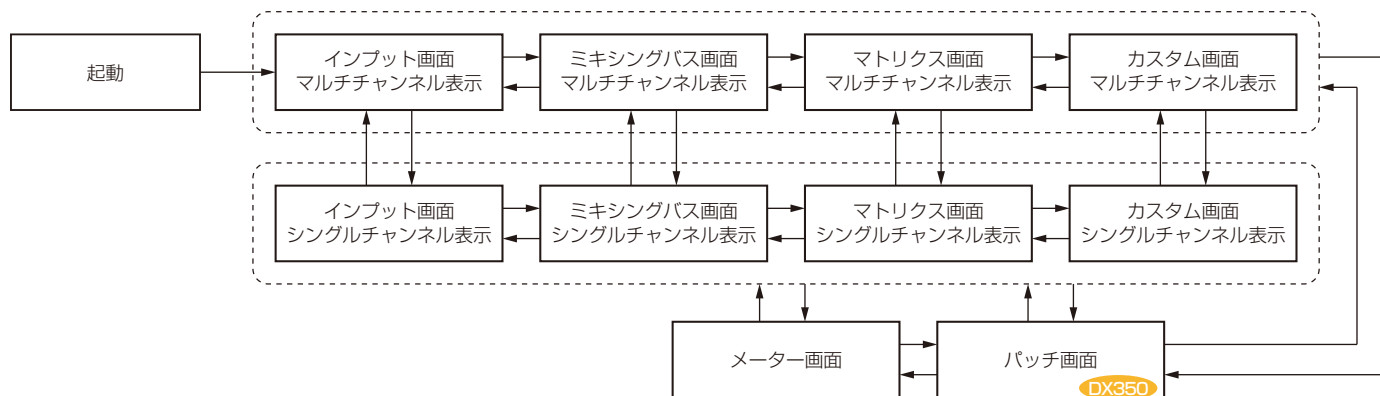 起動
インプット画面
マルチチャンネル表示
ミキシングバス画面
マルチチャンネル表示
マトリクス画面
マルチチャンネル表示
カスタム画面
マルチチャンネル表示
インプット画面
シングルチャンネル表示
ミキシングバス画面
シングルチャンネル表示
マトリクス画面
シングルチャンネル表示
カスタム画面
シングルチャンネル表示
メーター画面
パッチ画面
DX350